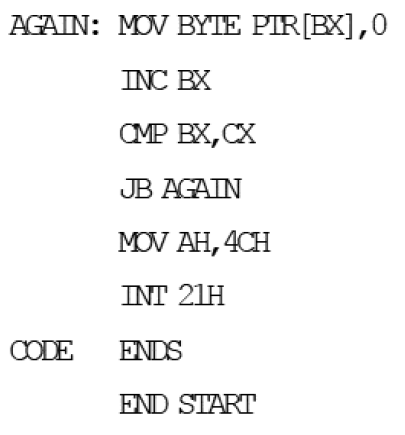 AGAIN: MOV BYTE PTR[BX],0
INC BX
CMP BX,CX
JB AGAIN
MOV AH,4CH
INT 21H
CODE ENDS
END START